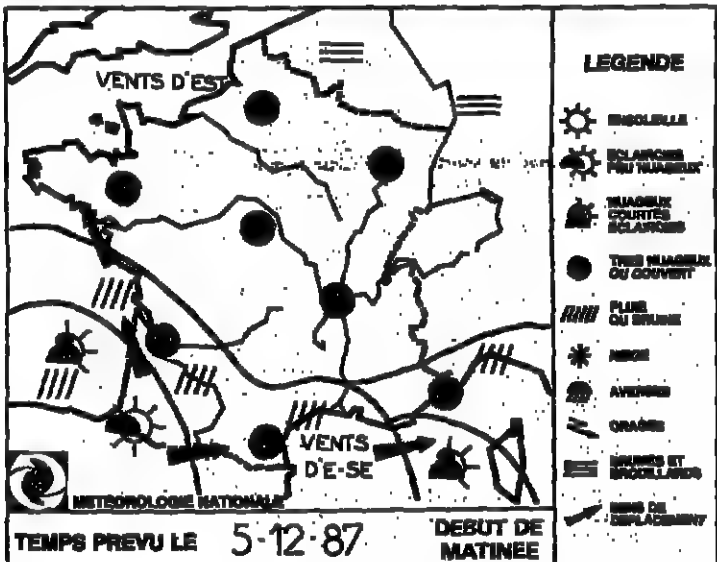 VENTS D'EST
VENTS
D'E-SE
METEOROLOGIE NATIONALE
TEMPS PREVU LE 5-12-87 DEBUT DE
MATINEE
LEGENDE
ENSOLEILLE
ECLAIRCIES
PEU NUAGEUX
NUAGEUX
COURTES
ECLAIRCIES
TRES NUAGEUX
OU COUVERT
PLUIE
OU BRUINE
NEIGE
AVERSES
ORAGES
BRUMES ET
BROUILLARDS
SENS DE
DEPLACEMENT